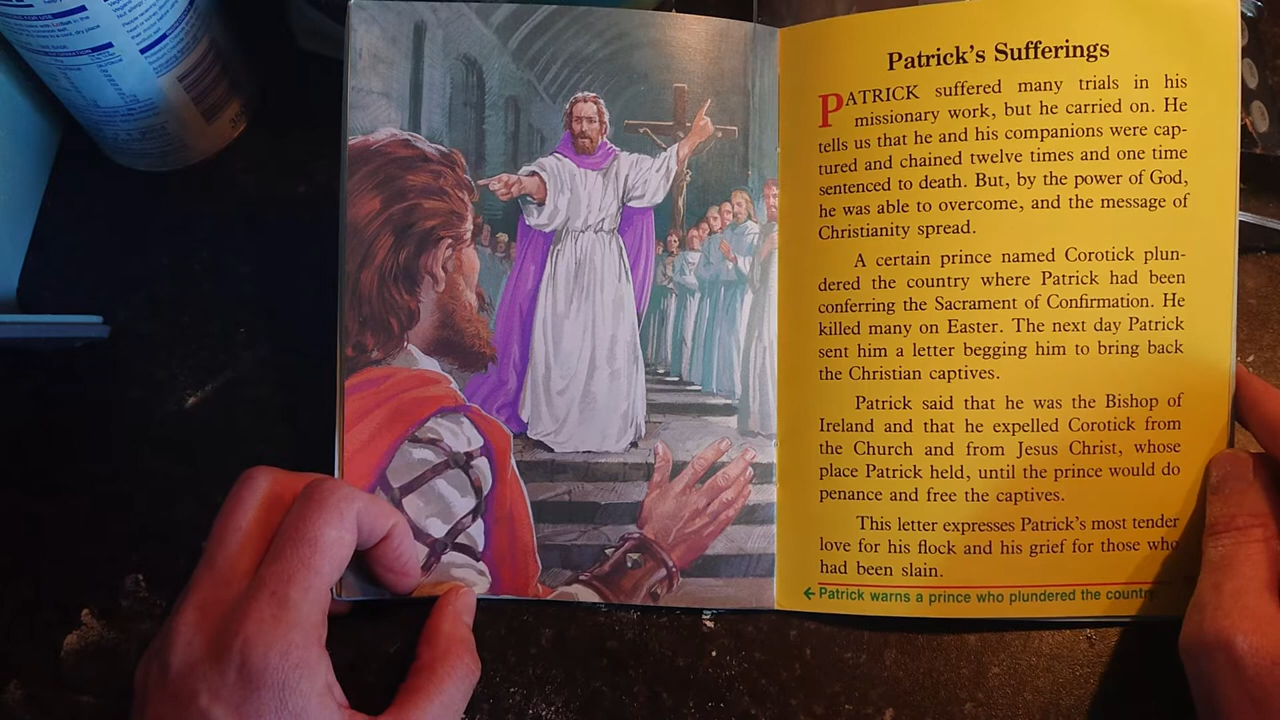 Patrick's Sufferings
PATRICK suffered many trials in his
missionary work, but he carried on. He
tells us that he and his companions were cap-
tured and chained twelve times and one time
sentenced to death. But, by the power of God,
he was able to overcome, and the message of
Christianity spread.
A certain prince named Corotick plun-
dered the country where Patrick had been
conferring the Sacrament of Confirmation. He
killed many on Easter. The next day Patrick
sent him a letter begging him to bring back
the Christian captives.
Patrick said that he was the Bishop of
Ireland and that he expelled Corotick from
the Church and from Jesus Christ, whose
place Patrick held, until the prince would do
penance and free the captives.
This letter expresses Patrick's most tender
love for his flock and his grief for those who
had been slain.
←Patrick warns a prince who plundered the country